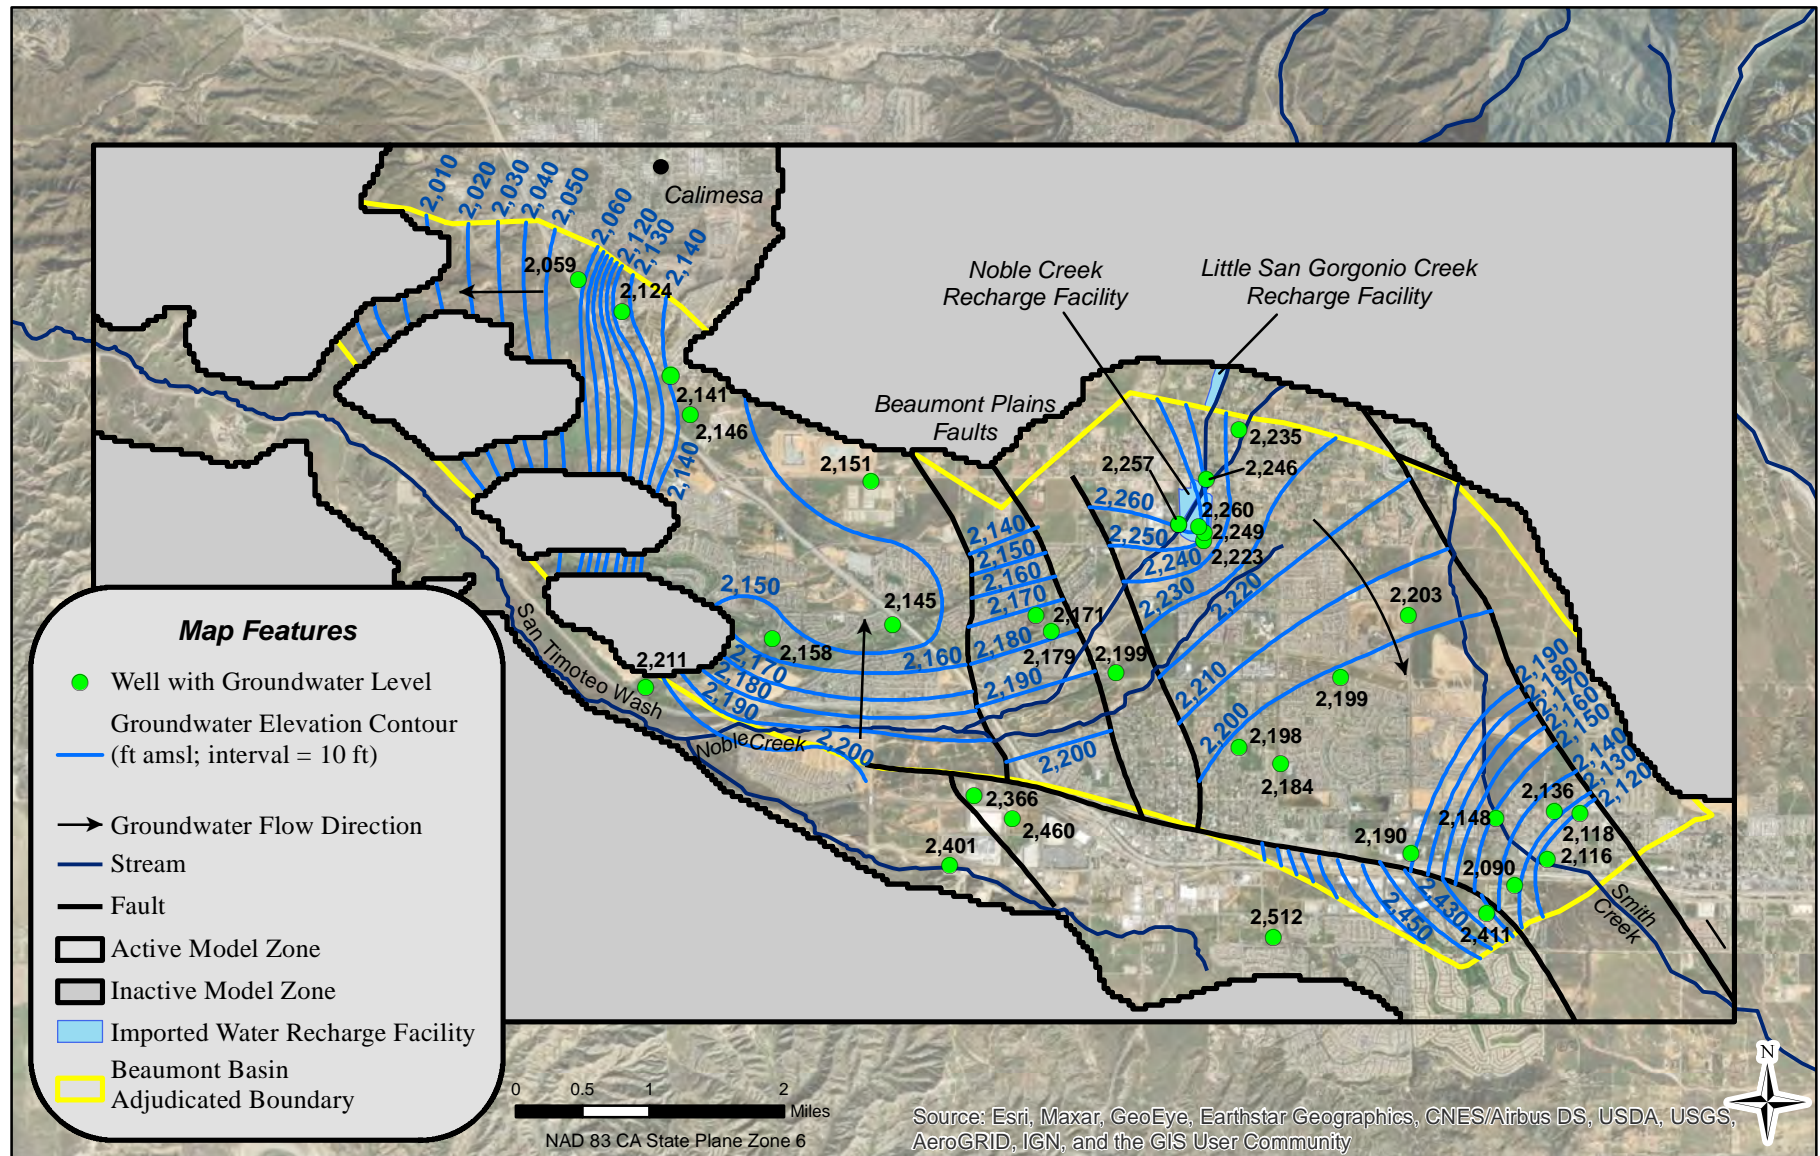 2,010
2,020
2,030
2,040
2,050
2,060
2,120
2,130
2,140
Calimesa
2,059
2,124
2,141
2,146
2,140
Noble Creek
Recharge Facility
Little San Gorgonio Creek
Recharge Facility
Beaumont Plains
Faults
2,151
2,257
2,235
2,246
2,260
2,260
2,249
2,250
2,223
2,240
2,230
2,220
2,210
2,200
2,140
2,150
2,160
2,170
2,171
2,180
2,179
2,190
2,199
2,200
2,150
2,145
2,158
2,160
2,170
2,180
2,190
2,200
2,211
San Timoteo Wash
Noble Creek
2,203
2,199
2,198
2,184
2,190
2,180
2,170
2,160
2,150
2,140
2,130
2,120
2,136
2,148
2,118
2,116
2,190
2,090
2,430
2,450
2,411
2,366
2,460
2,401
2,512
Smith
Creek
Map Features
Well with Groundwater Level
Groundwater Elevation Contour
(ft amsl; interval = 10 ft)
Groundwater Flow Direction
Stream
Fault
Active Model Zone
Inactive Model Zone
Imported Water Recharge Facility
Beaumont Basin
Adjudicated Boundary
0 0.5 1 2
Miles
NAD 83 CA State Plane Zone 6
Source: Esri, Maxar, GeoEye, Earthstar Geographics, CNES/Airbus DS, USDA, USGS,
AeroGRID, IGN, and the GIS User Community
N